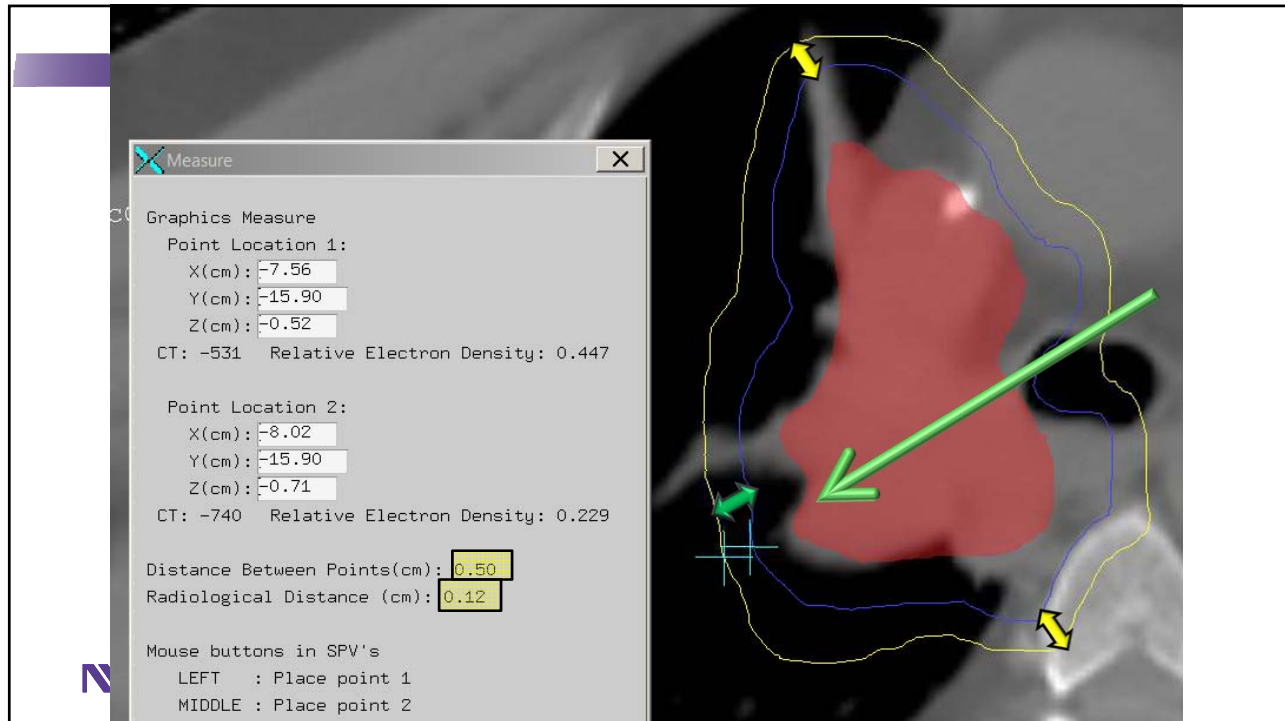 Measure
Graphics Measure
Point Location 1:
X(cm): -7.56
Y(cm): -15.90
Z(cm): -0.52
CT: -531 Relative Electron Density: 0.447
Point Location 2:
X(cm): -8.02
Y(cm): -15.90
Z(cm): -0.71
CT: -740 Relative Electron Density: 0.229
Distance Between Points(cm): 0.50
Radiological Distance (cm): 0.12
Mouse buttons in SPV's
LEFT : Place point 1
MIDDLE : Place point 2